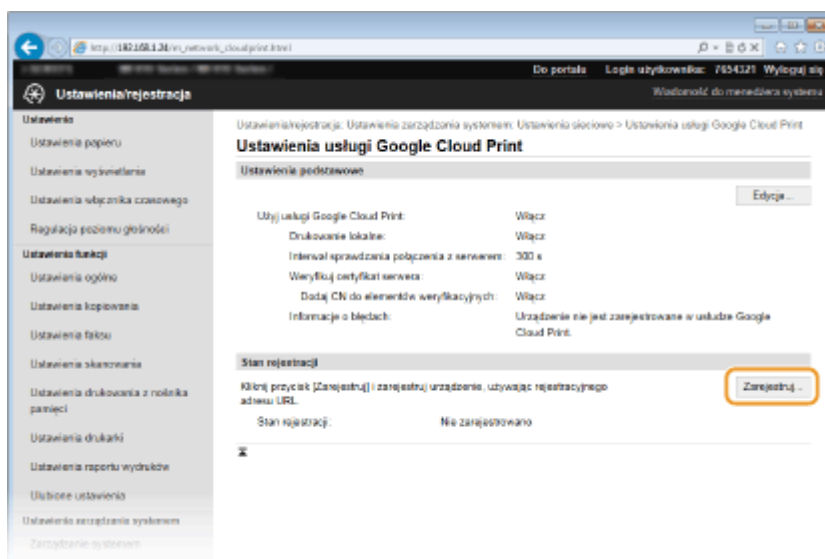 http://192.168.1.21/m_network_cloudprint.html
Do portalu Login użytkownika: 7654321 Wyloguj się
Ustawienia/rejestracja Wiadomość do menedżera systemu
Ustawienia
Ustawienia papieru
Ustawienia wyświetlania
Ustawienia włącznika czasowego
Regulacja poziomu głośności
Ustawienia funkcji
Ustawienia ogólne
Ustawienia kopiowania
Ustawienia faksu
Ustawienia skanowania
Ustawienia drukowania z nośnika
pamięci
Ustawienia drukarki
Ustawienia raportu wydruków
Ulubione ustawienia
Ustawienia zarządzania systemem
Zarządzanie systemem
Ustawienia/rejestracja: Ustawienia zarządzania systemem: Ustawienia sieciowe > Ustawienia usługi Google Cloud Print
Ustawienia usługi Google Cloud Print
Ustawienia podstawowe
Edycja...
Użyj usługi Google Cloud Print: Włącz
Drukowanie lokalne: Włącz
Interwał sprawdzania połączenia z serwerem: 300 s
Weryfikuj certyfikat serwera: Włącz
Dodaj CN do elementów weryfikacyjnych: Włącz
Informacje o błędach: Urządzenie nie jest zarejestrowane w usłudze Google
Cloud Print.
Stan rejestracji
Kliknij przycisk [Zarejestruj] i zarejestruj urządzenie, używając rejestracyjnego
adresu URL.
Zarejestruj...
Stan rejestracji: Nie zarejestrowano